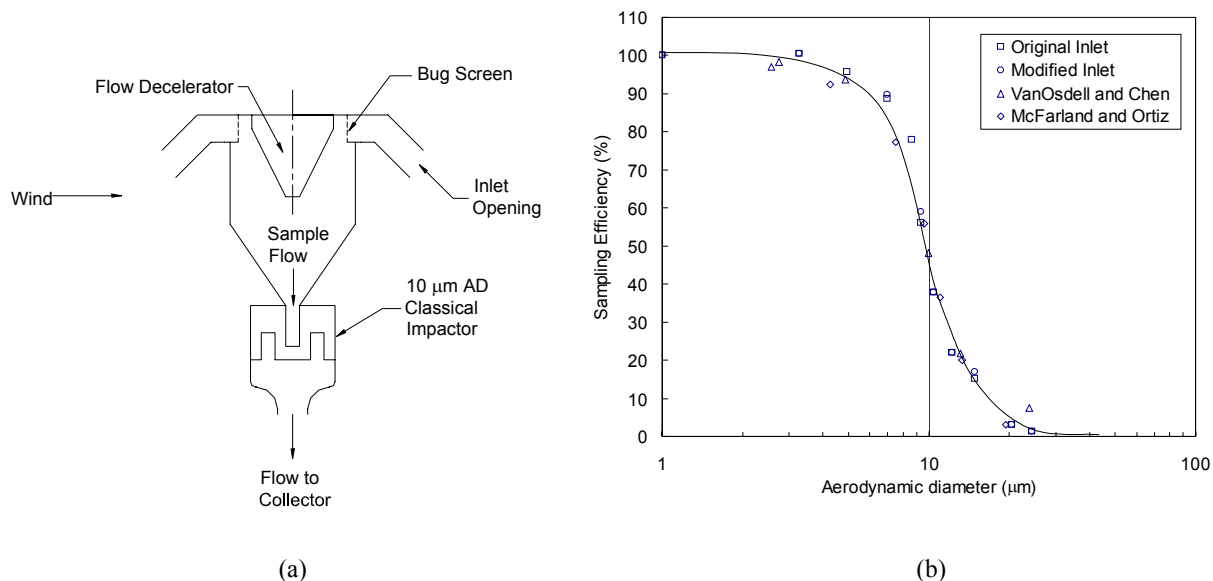 Bug Screen
Flow Decelerator
Wind
Inlet
Opening
Sample
Flow
10 μm AD
Classical
Impactor
Flow to
Collector
(a)
110
100
90
80
70
60
50
40
30
20
10
0
Sampling Efficiency (%)
1
10
100
Aerodynamic diameter (μm)
Original Inlet
Modified Inlet
VanOsdell and Chen
McFarland and Ortiz
(b)